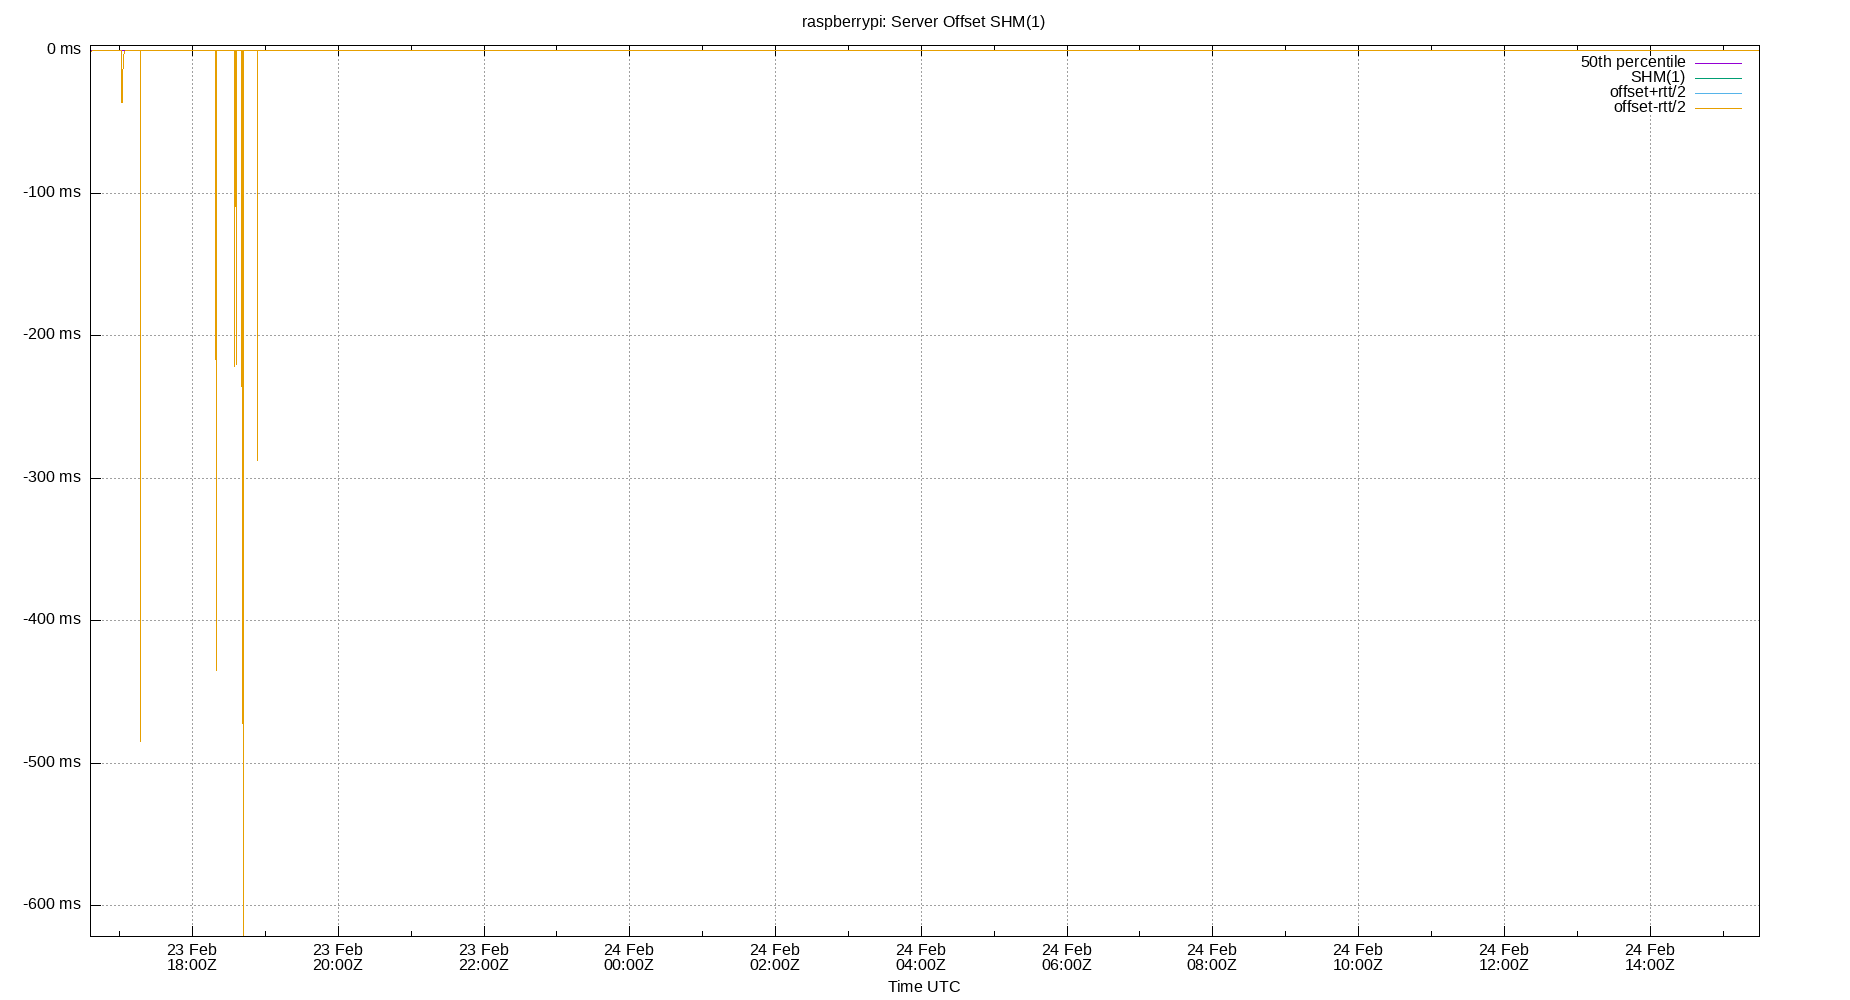 raspberrypi: Server Offset SHM(1)
0 ms
-100 ms
-200 ms
-300 ms
-400 ms
-500 ms
-600 ms
50th percentile
SHM(1)
offset+rtt/2
offset-rtt/2
23 Feb 23 Feb 23 Feb 24 Feb 24 Feb 24 Feb 24 Feb 24 Feb 24 Feb 24 Feb 24 Feb
18:00Z 20:00Z 22:00Z 00:00Z 02:00Z 04:00Z 06:00Z 08:00Z 10:00Z 12:00Z 14:00Z
Time UTC